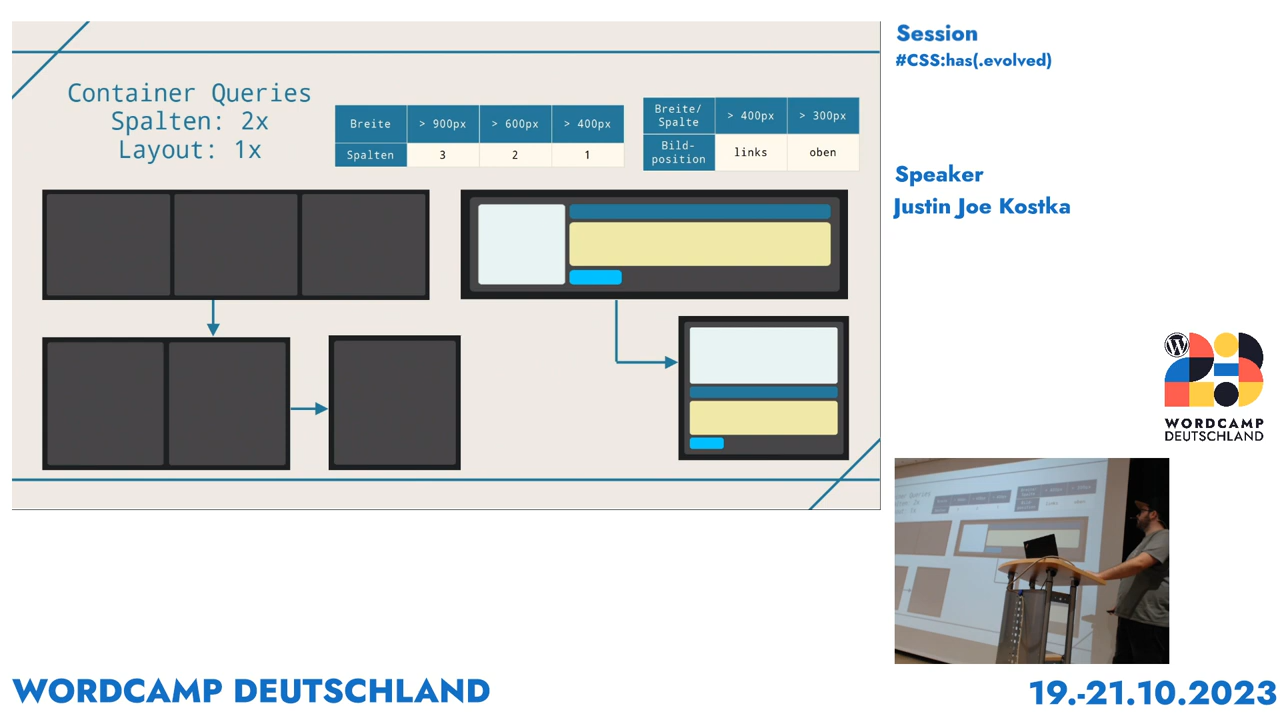 Container Queries
Spalten: 2x
Layout: 1x
Breite > 900px > 600px > 400px
Spalten 3 2 1
Breite/
Spalte > 400px > 300px
Bild-
position links oben
Session
#CSS:has(.evolved)
Speaker
Justin Joe Kostka
WORDCAMP
DEUTSCHLAND
WORDCAMP DEUTSCHLAND
19.-21.10.2023